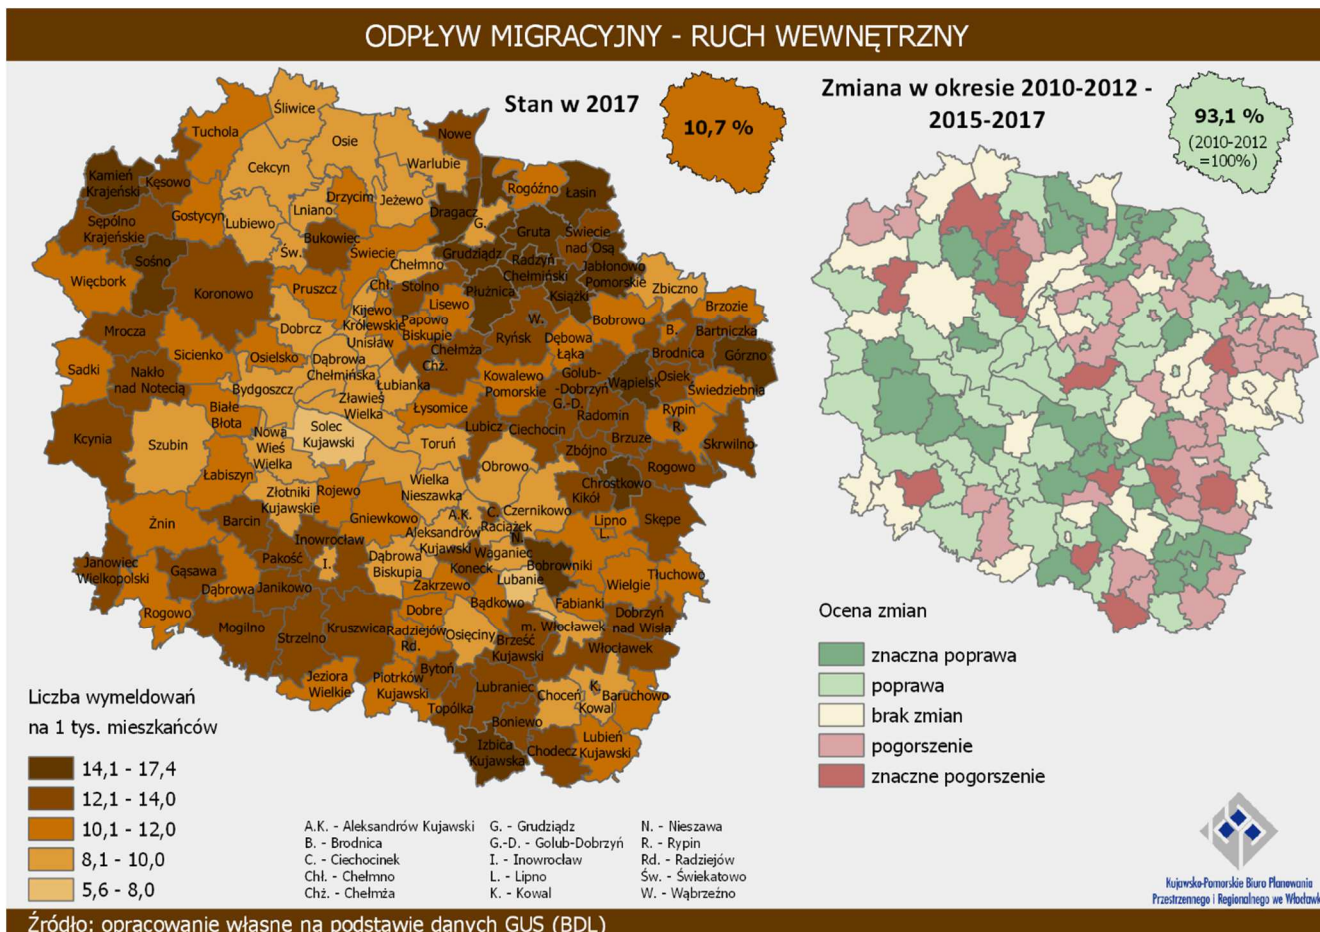 ODPŁYW MIGRACYJNY - RUCH WEWNĘTRZNY
Stan w 2017
10,7 %
Zmiana w okresie 2010-2012 -
2015-2017
93,1 %
(2010-2012
=100%)
Śliwice
Tuchola
Osie
Nowe
Cekcyn
Warlubie
Kamień
Krajeński
Kęsowo
Rogóźno
Łasin
Drzycim
Jeżewo
Gostycyn
Lniano
Dragacz
G.
Sępólno
Krajeńskie
Lubiewo
Bukowiec
Gruta
Świecie
nad Osą
Św.
Świecie
Grudziądz
Sośno
Chełmno
Radzyń
Chełmiński
Jabłonowo
Pomorskie
Więcbork
Koronowo
Pruszcz
Chł.
Stolno
Płużnica
Książki
Zbiczno
Lisewo
Brzozie
Kijewo
Królewskie
Papowo
Biskupie
W.
Bobrowo
B.
Bartniczka
Mrocza
Dobrcz
Unisław
Ryńsk
Dębowa
Łąka
Sicienko
Osielsko
Dąbrowa
Chełmińska
Chełmża
Chż.
Brodnica
Górzno
Sadki
Nakło
nad Notecią
Bydgoszcz
Łubianka
Kowalewo
Pomorskie
Golub-
-Dobrzyń
G.-D.
Wąpielsk
Osiek
Świedziebnia
Białe
Błota
Zławieś
Wielka
Łysomice
Radomin
Rypin
R.
Kcynia
Szubin
Nowa
Wieś
Wielka
Solec
Kujawski
Toruń
Lubicz
Ciechocin
Brzuze
Skrwilno
Zbójno
Łabiszyn
Obrowo
Rogowo
Złotniki
Kujawskie
Rojewo
Wielka
Nieszawka
Chrostkowo
Kikół
Żnin
Barcin
Gniewkowo
A.K.
C.
Czernikowo
Raciążek
Lipno
L.
Skępe
Inowrocław
Aleksandrów
Kujawski
N.
Janowiec
Wielkopolski
Gąsawa
Pakość
I.
Dąbrowa
Biskupia
Waganiec
Koneck
Bobrowniki
Tłuchowo
Dąbrowa
Janikowo
Zakrzewo
Lubanie
Wielgie
Rogowo
Bądkowo
Fabianki
Dobre
Dobrzyń
nad Wisłą
Mogilno
Strzelno
Kruszwica
Radziejów
Rd.
Osięciny
m. Włocławek
Brześć
Kujawski
Włocławek
Jeziora
Wielkie
Piotrków
Kujawski
Bytoń
Lubraniec
Choceń
K.
Kowal
Baruchowo
Topólka
Boniewo
Izbica
Kujawska
Chodecz
Lubień
Kujawski
Liczba wymeldowań
na 1 tys. mieszkańców
14,1 - 17,4
12,1 - 14,0
10,1 - 12,0
8,1 - 10,0
5,6 - 8,0
A.K. - Aleksandrów Kujawski
B. - Brodnica
C. - Ciechocinek
Chł. - Chełmno
Chż. - Chełmża
G. - Grudziądz
G.-D. - Golub-Dobrzyń
I. - Inowrocław
L. - Lipno
K. - Kowal
N. - Nieszawa
R. - Rypin
Rd. - Radziejów
Św. - Świekatowo
W. - Wąbrzeźno
Ocena zmian
znaczna poprawa
poprawa
brak zmian
pogorszenie
znaczne pogorszenie
Kujawsko-Pomorskie Biuro Planowania
Przestrzennego i Regionalnego we Włocławku
Źródło: opracowanie własne na podstawie danych GUS (BDL)